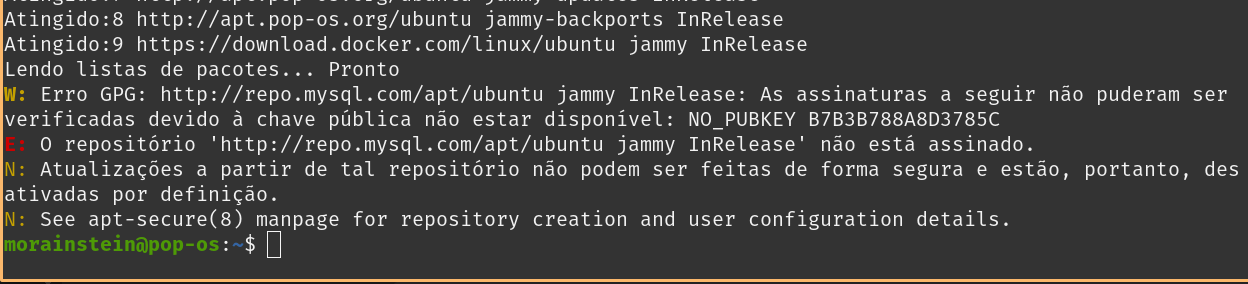 Atingido:8 http://apt.pop-os.org/ubuntu jammy-backports InRelease
Atingido:9 https://download.docker.com/linux/ubuntu jammy InRelease
Lendo listas de pacotes... Pronto
W: Erro GPG: http://repo.mysql.com/apt/ubuntu jammy InRelease: As assinaturas a seguir não puderam ser
verificadas devido à chave pública não estar disponível: NO_PUBKEY B7B3B788A8D3785C
E: O repositório 'http://repo.mysql.com/apt/ubuntu jammy InRelease' não está assinado.
N: Atualizações a partir de tal repositório não podem ser feitas de forma segura e estão, portanto, des
ativadas por definição.
N: See apt-secure(8) manpage for repository creation and user configuration details.
morainstein@pop-os:~$